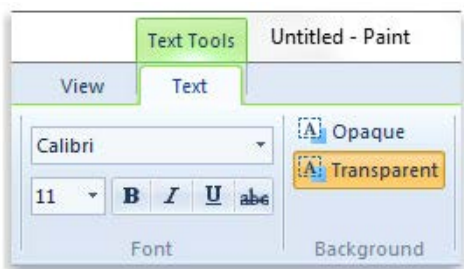 Text Tools Untitled - Paint
View Text
Calibri A Opaque
A Transparent
11 B I U abc
Font Background